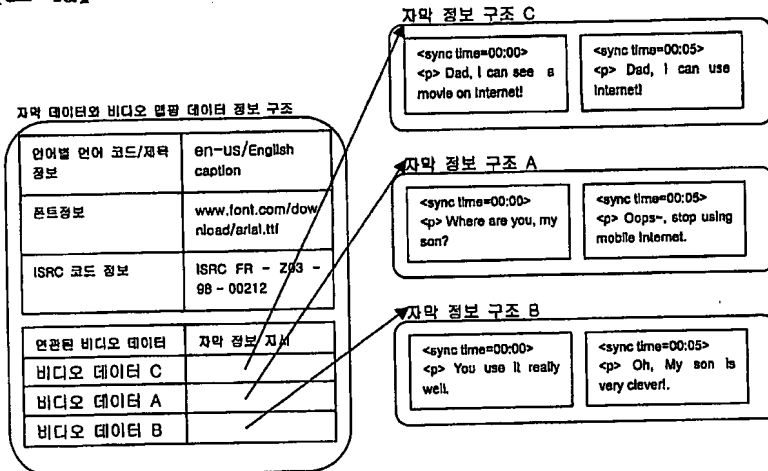 자막 데이터와 비디오 맵핑 데이터 정보 구조
언어별 언어 코드/제목 en-us/English
정보 caption
폰트정보 www.font.com/dow
nload/arial.ttf
ISRC 코드 정보 ISRC FR - Z03 -
98 - 00212
연관된 비디오 데이터 자막 정보 지시
비디오 데이터 C
비디오 데이터 A
비디오 데이터 B
자막 정보 구조 C
<sync time=00:00>
<p> Dad, I can see a
movie on Internet!
<sync time=00:05>
<p> Dad, I can use
Internet!
자막 정보 구조 A
<sync time=00:00>
<p> Where are you, my
son?
<sync time=00:05>
<p> Oops~, stop using
mobile Internet.
자막 정보 구조 B
<sync time=00:00>
<p> You use it really
well.
<sync time=00:05>
<p> Oh, My son is
very clever!.